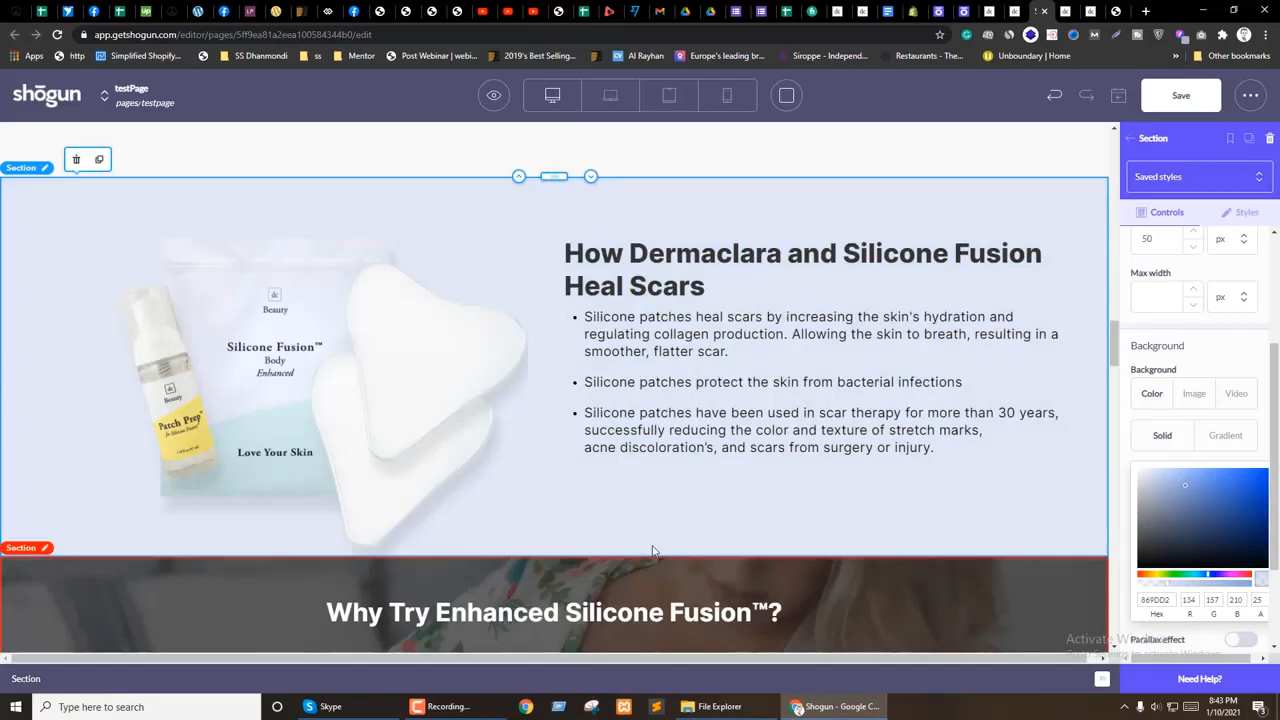 app.getshogun.com/editor/pages/5ff9ea81a2eea100584344b0/edit
Apps
http
Simplified Shopify...
SS Dhanmondi
ss
Mentor
Post Webinar | webi...
2019's Best Selling...
Al Rayhan
Europe's leading br...
Siroppe - Independ...
Restaurants - The...
Unboundary | Home
Other bookmarks
shōgun
testPage
pages/testpage
Save
Section
Section
Saved styles
Controls
Styles
50
px
Max width
px
Background
Background
Color
Image
Video
Solid
Gradient
869DD2
134
157
210
25
Hex
R
G
B
A
Parallax effect
How Dermaclara and Silicone Fusion
Heal Scars
• Silicone patches heal scars by increasing the skin's hydration and
regulating collagen production. Allowing the skin to breath, resulting in a
smoother, flatter scar.
• Silicone patches protect the skin from bacterial infections
• Silicone patches have been used in scar therapy for more than 30 years,
successfully reducing the color and texture of stretch marks,
acne discoloration's, and scars from surgery or injury.
dc
Beauty
Silicone Fusion™
Body
Enhanced
Love Your Skin
dc
Beauty
Patch Prep™
for Silicone Fusion™
Section
Why Try Enhanced Silicone Fusion™?
Section
Need Help?
Type here to search
Skype
Recording...
File Explorer
Shogun - Google C...
8:43 PM
1/10/2021